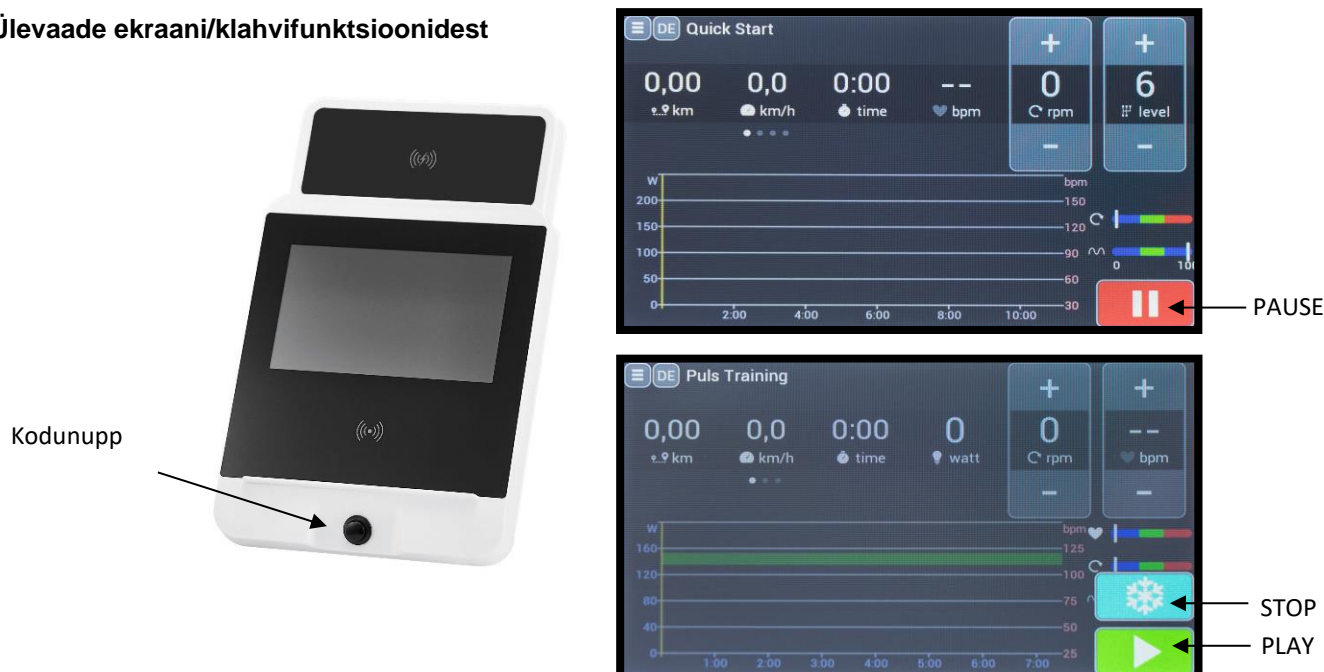 Ülevaade ekraani/klahvifunktsioonidest
Kodunupp
DE Quick Start
0,00 0,0 0:00 -- 0 6
km km/h time bpm rpm level
W bpm
200 150
150 120
100 90
50 60
0 30
2:00 4:00 6:00 8:00 10:00
0 100
PAUSE
DE Puls Training
0,00 0,0 0:00 0 0 --
km km/h time watt rpm bpm
W bpm
160 125
120 100
80 75
40 50
0 25
1:00 2:00 3:00 4:00 5:00 6:00 7:00
STOP
PLAY